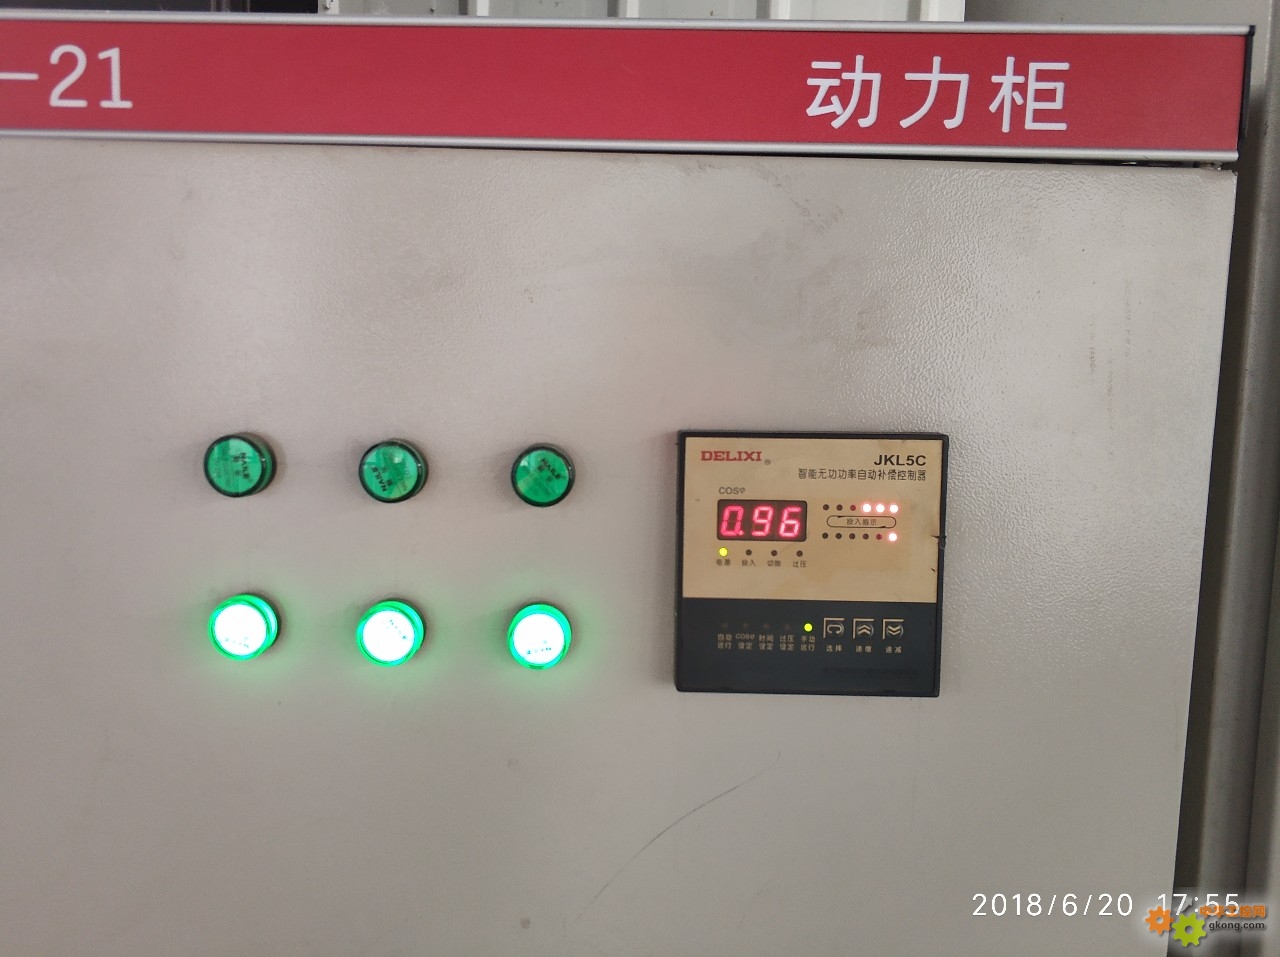 -21
动力柜
DELIXI®
JKL5C
智能无功功率自动补偿控制器
COSφ
0.96
投入指示
电源 投入 切除 过压
自动运行 COSφ设定 时间设定 过压设定 手动运行 选择 递增 递减
2018/6/20 17:55
gkong.com